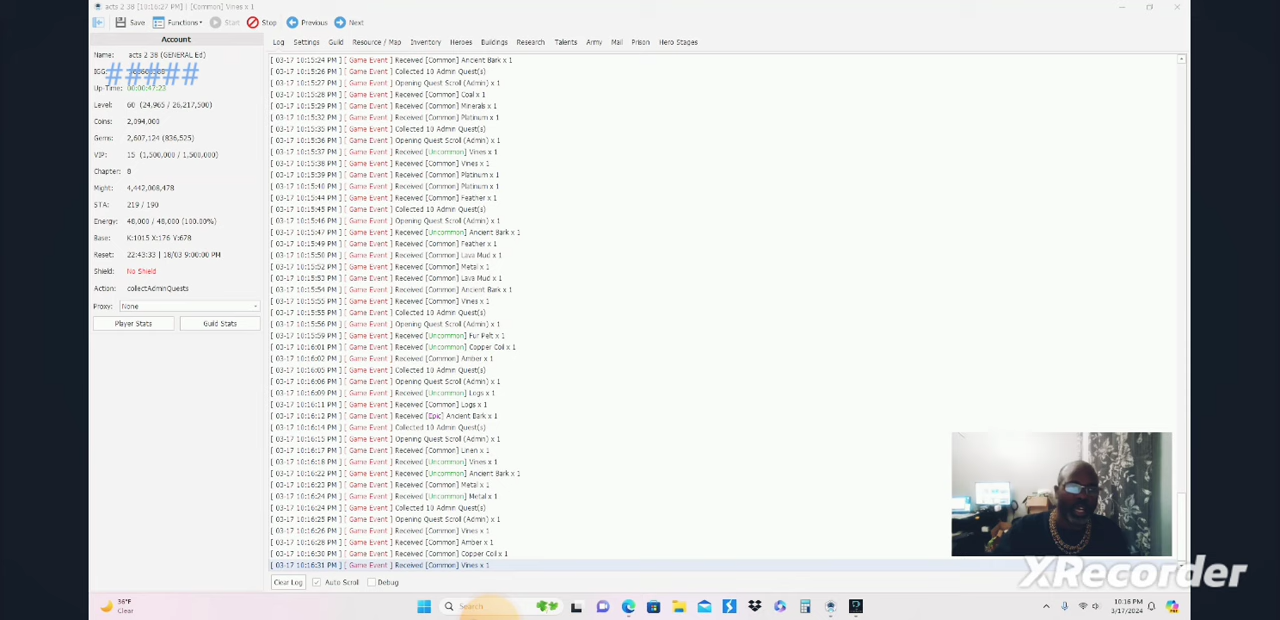 acts 2 38 [10:16:27 PM] | [Common] Vines x 1
Save Functions Start Stop Previous Next
Account
Log Settings Guild Resource / Map Inventory Heroes Buildings Research Talents Army Mail Prison Hero Stages
Name: acts 2 38 (GENERAL Ed)
IGG: #####
Up-Time: 00:00:47:23
Level: 60 (24,965 / 26,217,500)
Coins: 2,094,000
Gems: 2,607,124 (836,525)
VIP: 15 (1,500,000 / 1,500,000)
Chapter: 8
Might: 4,442,008,478
STA: 219 / 190
Energy: 48,000 / 48,000 (100.00%)
Base: K:1015 X:176 Y:678
Reset: 22:43:33 | 18/03 9:00:00 PM
Shield: No Shield
Action: collectAdminQuests
Proxy: None
Player Stats Guild Stats
[ 03-17 10:15:24 PM ] [ Game Event ] Received [Common] Ancient Bark x 1
[ 03-17 10:15:26 PM ] [ Game Event ] Collected 10 Admin Quest(s)
[ 03-17 10:15:27 PM ] [ Game Event ] Opening Quest Scroll (Admin) x 1
[ 03-17 10:15:28 PM ] [ Game Event ] Received [Common] Coal x 1
[ 03-17 10:15:29 PM ] [ Game Event ] Received [Common] Minerals x 1
[ 03-17 10:15:32 PM ] [ Game Event ] Received [Common] Platinum x 1
[ 03-17 10:15:35 PM ] [ Game Event ] Collected 10 Admin Quest(s)
[ 03-17 10:15:36 PM ] [ Game Event ] Opening Quest Scroll (Admin) x 1
[ 03-17 10:15:37 PM ] [ Game Event ] Received [Uncommon] Vines x 1
[ 03-17 10:15:38 PM ] [ Game Event ] Received [Common] Vines x 1
[ 03-17 10:15:39 PM ] [ Game Event ] Received [Common] Platinum x 1
[ 03-17 10:15:40 PM ] [ Game Event ] Received [Common] Platinum x 1
[ 03-17 10:15:44 PM ] [ Game Event ] Received [Common] Feather x 1
[ 03-17 10:15:45 PM ] [ Game Event ] Collected 10 Admin Quest(s)
[ 03-17 10:15:46 PM ] [ Game Event ] Opening Quest Scroll (Admin) x 1
[ 03-17 10:15:47 PM ] [ Game Event ] Received [Uncommon] Ancient Bark x 1
[ 03-17 10:15:49 PM ] [ Game Event ] Received [Common] Feather x 1
[ 03-17 10:15:50 PM ] [ Game Event ] Received [Common] Lava Mud x 1
[ 03-17 10:15:52 PM ] [ Game Event ] Received [Common] Metal x 1
[ 03-17 10:15:53 PM ] [ Game Event ] Received [Common] Lava Mud x 1
[ 03-17 10:15:54 PM ] [ Game Event ] Received [Common] Ancient Bark x 1
[ 03-17 10:15:55 PM ] [ Game Event ] Received [Common] Vines x 1
[ 03-17 10:15:55 PM ] [ Game Event ] Collected 10 Admin Quest(s)
[ 03-17 10:15:56 PM ] [ Game Event ] Opening Quest Scroll (Admin) x 1
[ 03-17 10:15:59 PM ] [ Game Event ] Received [Uncommon] Fur Pelt x 1
[ 03-17 10:16:01 PM ] [ Game Event ] Received [Uncommon] Copper Coil x 1
[ 03-17 10:16:02 PM ] [ Game Event ] Received [Common] Amber x 1
[ 03-17 10:16:05 PM ] [ Game Event ] Collected 10 Admin Quest(s)
[ 03-17 10:16:06 PM ] [ Game Event ] Opening Quest Scroll (Admin) x 1
[ 03-17 10:16:09 PM ] [ Game Event ] Received [Uncommon] Logs x 1
[ 03-17 10:16:11 PM ] [ Game Event ] Received [Common] Logs x 1
[ 03-17 10:16:12 PM ] [ Game Event ] Received [Epic] Ancient Bark x 1
[ 03-17 10:16:14 PM ] [ Game Event ] Collected 10 Admin Quest(s)
[ 03-17 10:16:15 PM ] [ Game Event ] Opening Quest Scroll (Admin) x 1
[ 03-17 10:16:17 PM ] [ Game Event ] Received [Common] Linen x 1
[ 03-17 10:16:18 PM ] [ Game Event ] Received [Uncommon] Vines x 1
[ 03-17 10:16:22 PM ] [ Game Event ] Received [Uncommon] Ancient Bark x 1
[ 03-17 10:16:23 PM ] [ Game Event ] Received [Common] Metal x 1
[ 03-17 10:16:24 PM ] [ Game Event ] Received [Uncommon] Metal x 1
[ 03-17 10:16:24 PM ] [ Game Event ] Collected 10 Admin Quest(s)
[ 03-17 10:16:25 PM ] [ Game Event ] Opening Quest Scroll (Admin) x 1
[ 03-17 10:16:26 PM ] [ Game Event ] Received [Common] Vines x 1
[ 03-17 10:16:28 PM ] [ Game Event ] Received [Common] Amber x 1
[ 03-17 10:16:30 PM ] [ Game Event ] Received [Common] Copper Coil x 1
[ 03-17 10:16:31 PM ] [ Game Event ] Received [Common] Vines x 1
Clear Log Auto Scroll Debug
XRecorder
36°F
Clear
Search
10:16 PM
3/17/2024